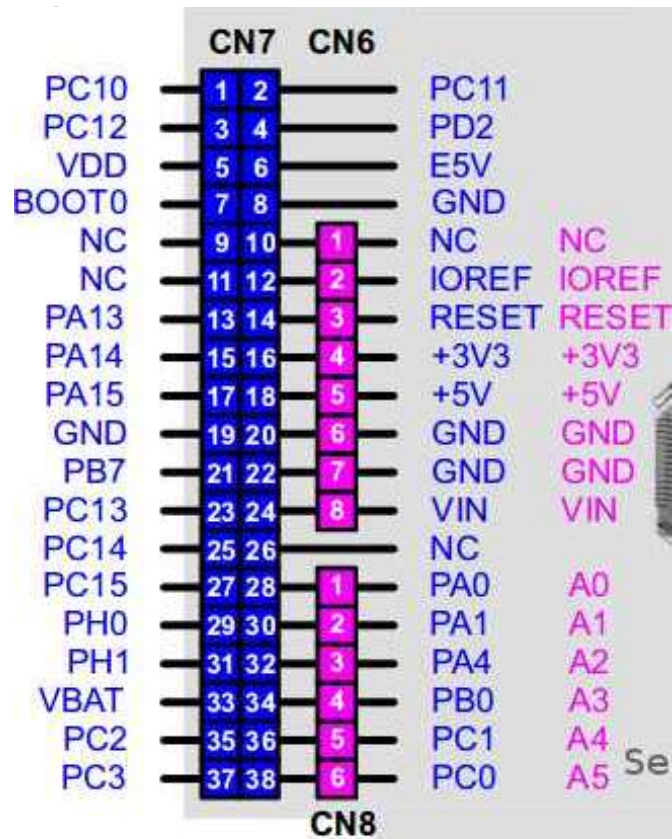 CN7 CN6
PC10 1 2 PC11
PC12 3 4 PD2
VDD 5 6 E5V
BOOT0 7 8 GND
NC 9 10 1 NC NC
NC 11 12 2 IOREF IOREF
PA13 13 14 3 RESET RESET
PA14 15 16 4 +3V3 +3V3
PA15 17 18 5 +5V +5V
GND 19 20 6 GND GND
PB7 21 22 7 GND GND
PC13 23 24 8 VIN VIN
PC14 25 26 NC
PC15 27 28 1 PA0 A0
PH0 29 30 2 PA1 A1
PH1 31 32 3 PA4 A2
VBAT 33 34 4 PB0 A3
PC2 35 36 5 PC1 A4
Se
PC3 37 38 6 PC0 A5
CN8